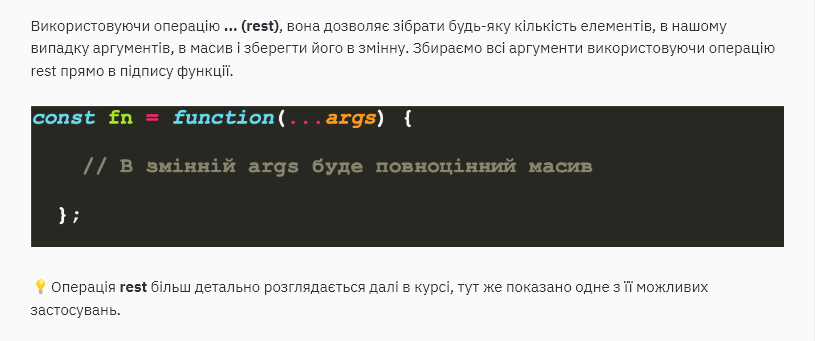 Використовуючи операцію ... (rest), вона дозволяє зібрати будь-яку кількість елементів, в нашому
випадку аргументів, в масив і зберегти його в змінну. Збираємо всі аргументи використовуючи операцію
rest прямо в підпису функції.
const fn = function(...args) {
// В змінній args буде повноцінний масив
};
💡 Операція rest більш детально розглядається далі в курсі, тут же показано одне з її можливих
застосувань.